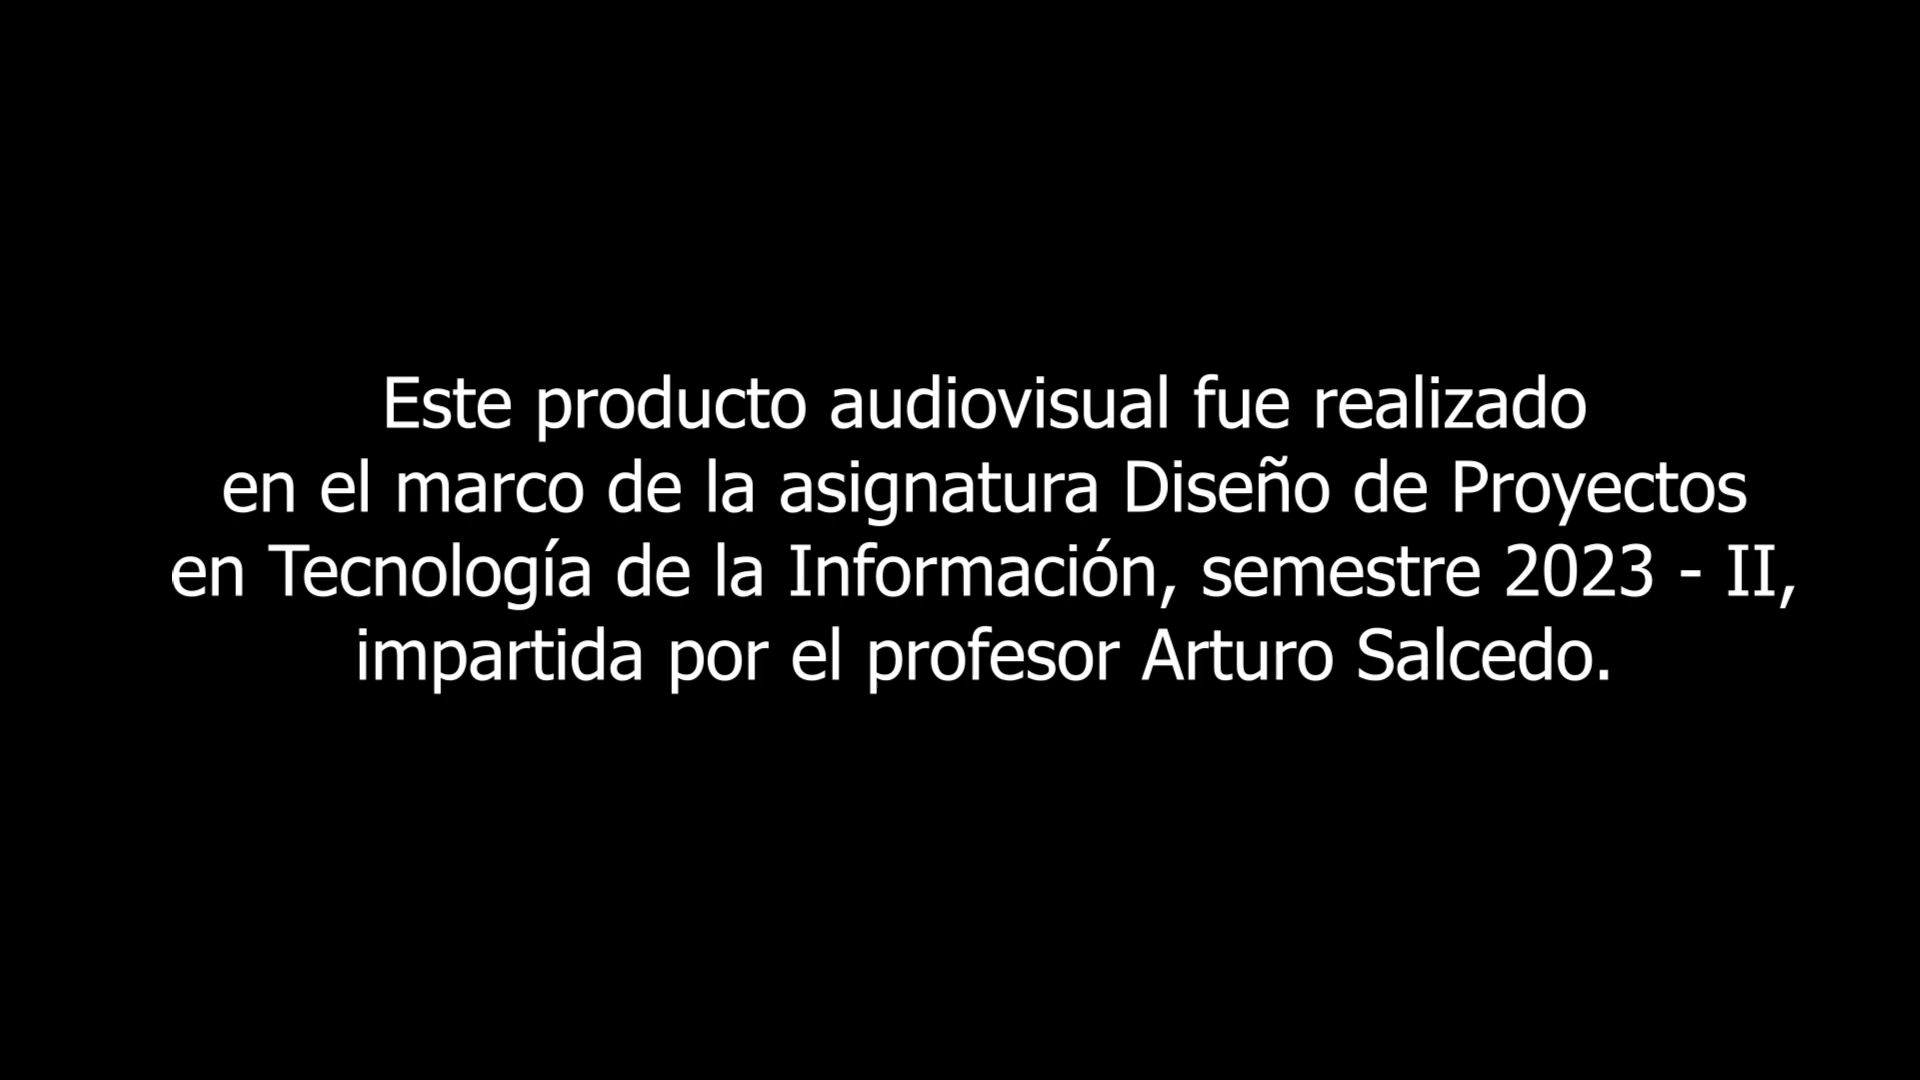 Este producto audiovisual fue realizado
en el marco de la asignatura Diseño de Proyectos
en Tecnología de la Información, semestre 2023 - II,
impartida por el profesor Arturo Salcedo.